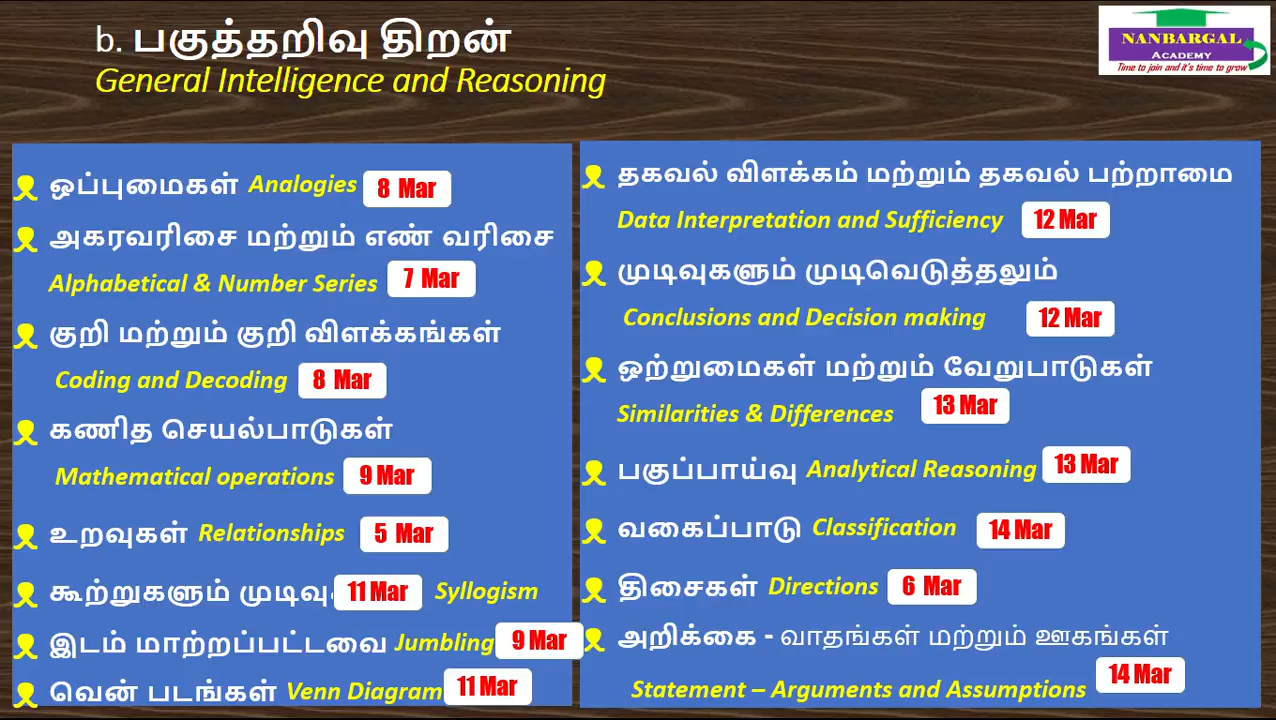 b. பகுத்தறிவு திறன்
General Intelligence and Reasoning
NANBARGAL
ACADEMY
Time to join and it's time to grow
ஒப்புமைகள் Analogies 8 Mar
அகரவரிசை மற்றும் எண் வரிசை
Alphabetical & Number Series 7 Mar
குறி மற்றும் குறி விளக்கங்கள்
Coding and Decoding 8 Mar
கணித செயல்பாடுகள்
Mathematical operations 9 Mar
உறவுகள் Relationships 5 Mar
கூற்றுகளும் 11 Mar Syllogism
இடம் மாற்றப்பட்டவை Jumbling 9 Mar
வென் படங்கள் Venn Diagram 11 Mar
தகவல் விளக்கம் மற்றும் தகவல் பற்றாமை
Data Interpretation and Sufficiency 12 Mar
முடிவுகளும் முடிவெடுத்தலும்
Conclusions and Decision making 12 Mar
ஒற்றுமைகள் மற்றும் வேறுபாடுகள்
Similarities & Differences 13 Mar
பகுப்பாய்வு Analytical Reasoning 13 Mar
வகைப்பாடு Classification 14 Mar
திசைகள் Directions 6 Mar
அறிக்கை - வாதங்கள் மற்றும் ஊகங்கள்
Statement – Arguments and Assumptions 14 Mar